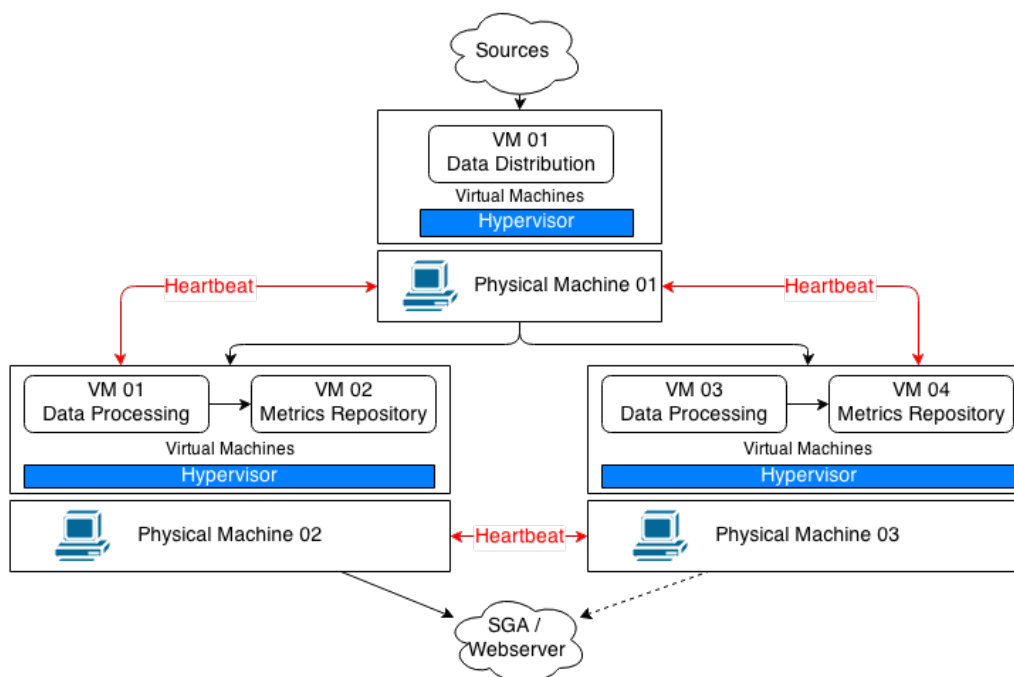 Sources
VM 01
Data Distribution
Virtual Machines
Hypervisor
Heartbeat
Physical Machine 01
Heartbeat
VM 01
Data Processing
VM 02
Metrics Repository
Virtual Machines
Hypervisor
VM 03
Data Processing
VM 04
Metrics Repository
Virtual Machines
Hypervisor
Physical Machine 02
Heartbeat
Physical Machine 03
SGA /
Webserver